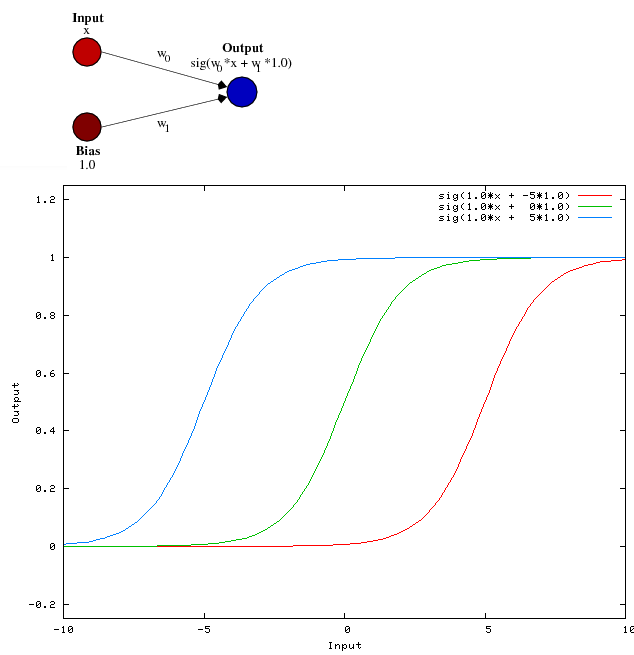 Input
x
w0
Output
sig(w0*x + w1*1.0)
w1
Bias
1.0
1.2
sig(1.0*x + -5*1.0)
sig(1.0*x +  0*1.0)
sig(1.0*x +  5*1.0)
1
0.8
0.6
Output
0.4
0.2
0
-0.2
-10 -5 0 5 10
Input